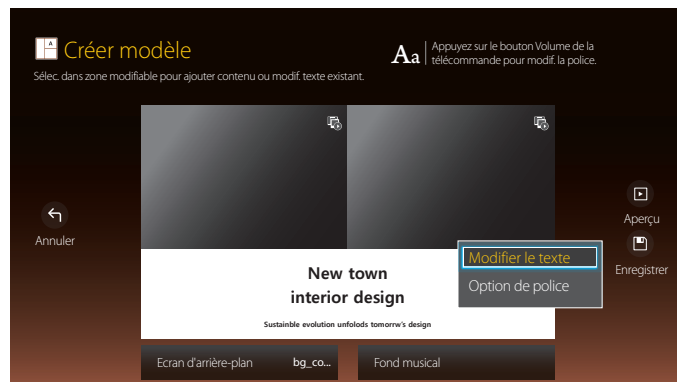 A
Créer modèle
Sélec. dans zone modifiable pour ajouter contenu ou modif. texte existant.
Aa
Appuyez sur le bouton Volume de la
télécommande pour modif. la police.
Annuler
New town
interior design
Sustainble evolution unfolods tomorrw's design
Modifier le texte
Option de police
Aperçu
Enregistrer
Ecran d'arrière-plan bg_co...
Fond musical